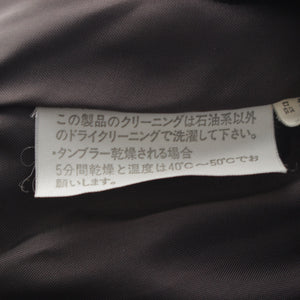 この製品のクリーニングは石油系以外
のドライクリーニングで洗濯して下さい。
・タンブラー乾燥される場合
5分間乾燥と温度は40℃～50℃でお
願いします。